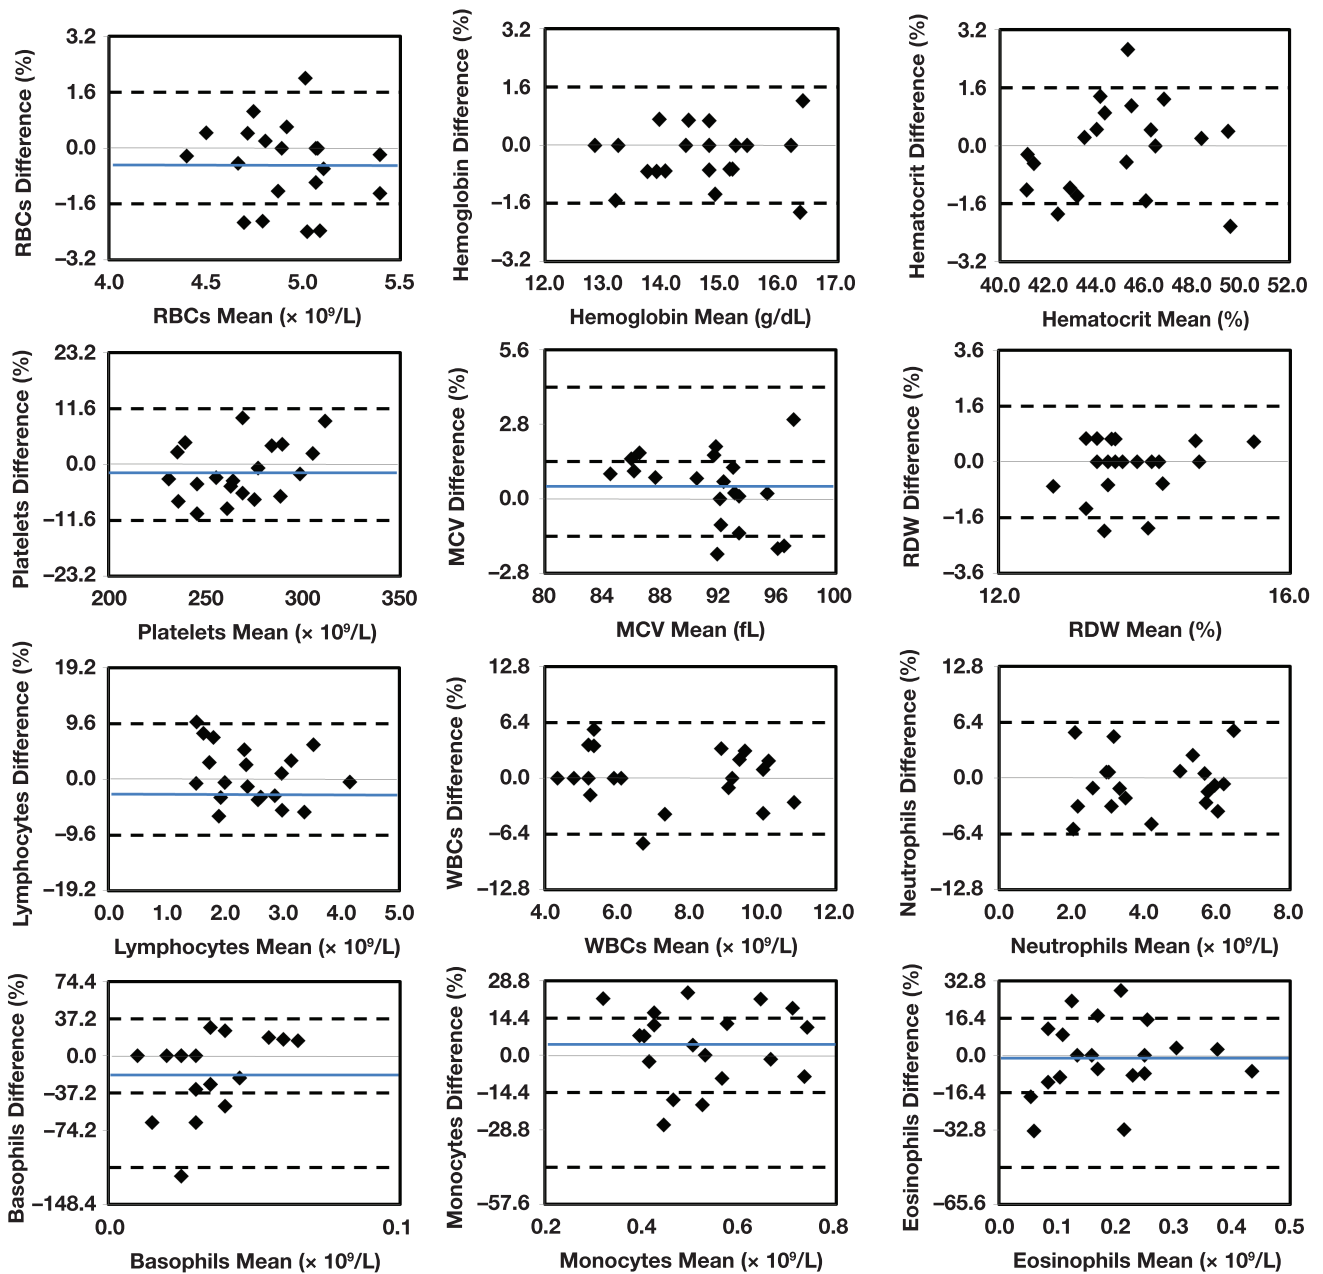 RBCs Difference (%)
3.2
1.6
0.0
−1.6
−3.2
4.0 4.5 5.0 5.5
RBCs Mean (× 10⁹/L)
Hemoglobin Difference (%)
3.2
1.6
0.0
−1.6
−3.2
12.0 13.0 14.0 15.0 16.0 17.0
Hemoglobin Mean (g/dL)
Hematocrit Difference (%)
3.2
1.6
0.0
−1.6
−3.2
40.0 42.0 44.0 46.0 48.0 50.0 52.0
Hematocrit Mean (%)
Platelets Difference (%)
23.2
11.6
0.0
−11.6
−23.2
200 250 300 350
Platelets Mean (× 10⁹/L)
MCV Difference (%)
5.6
2.8
0.0
−2.8
80 84 88 92 96 100
MCV Mean (fL)
RDW Difference (%)
3.6
1.6
0.0
−1.6
−3.6
12.0 16.0
RDW Mean (%)
Lymphocytes Difference (%)
19.2
9.6
0.0
−9.6
−19.2
0.0 1.0 2.0 3.0 4.0 5.0
Lymphocytes Mean (× 10⁹/L)
WBCs Difference (%)
12.8
6.4
0.0
−6.4
−12.8
4.0 6.0 8.0 10.0 12.0
WBCs Mean (× 10⁹/L)
Neutrophils Difference (%)
12.8
6.4
0.0
−6.4
−12.8
0.0 2.0 4.0 6.0 8.0
Neutrophils Mean (× 10⁹/L)
Basophils Difference (%)
74.4
37.2
0.0
−37.2
−74.2
−148.4
0.0 0.1
Basophils Mean (× 10⁹/L)
Monocytes Difference (%)
28.8
14.4
0.0
−14.4
−28.8
−57.6
0.2 0.4 0.6 0.8
Monocytes Mean (× 10⁹/L)
Eosinophils Difference (%)
32.8
16.4
0.0
−16.4
−32.8
−65.6
0.0 0.1 0.2 0.3 0.4 0.5
Eosinophils Mean (× 10⁹/L)